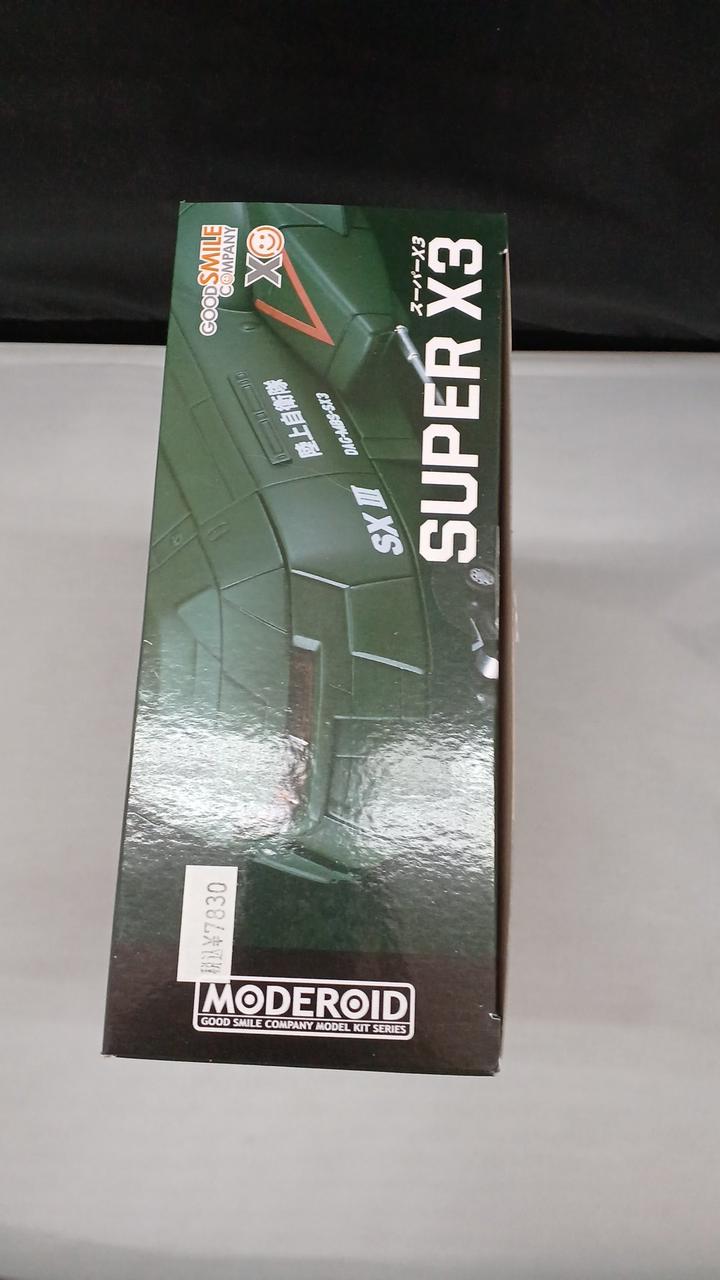 GOOD SMILE
COMPANY
スーパーX3
SUPER X3
陸上自衛隊
DAG-MB9-SX3
SX III
税込¥7830
MODEROID
GOOD SMILE COMPANY MODEL KIT SERIES